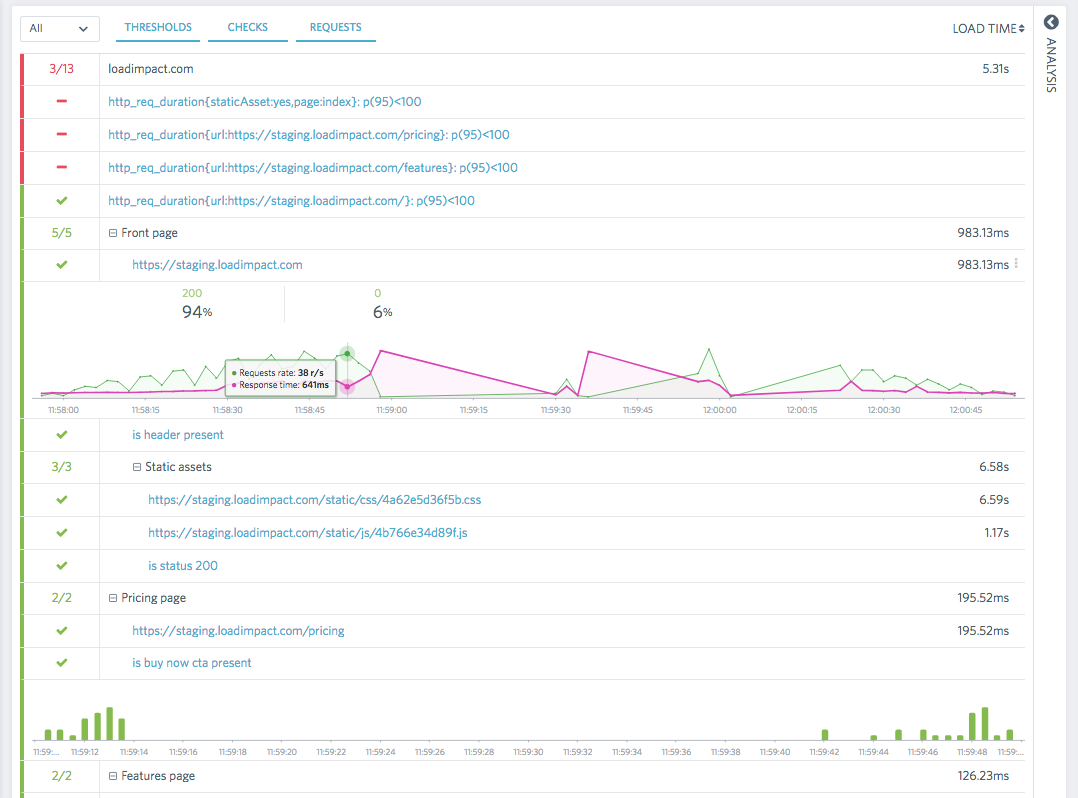 All THRESHOLDS CHECKS REQUESTS LOAD TIME
ANALYSIS
3/13 loadimpact.com 5.31s
http_req_duration{staticAsset:yes,page:index}: p(95)<100
http_req_duration{url:https://staging.loadimpact.com/pricing}: p(95)<100
http_req_duration{url:https://staging.loadimpact.com/features}: p(95)<100
http_req_duration{url:https://staging.loadimpact.com/}: p(95)<100
5/5 Front page 983.13ms
https://staging.loadimpact.com 983.13ms
200 0
94% 6%
Requests rate: 38 r/s
Response time: 641ms
11:58:00 11:58:15 11:58:30 11:58:45 11:59:00 11:59:15 11:59:30 11:59:45 12:00:00 12:00:15 12:00:30 12:00:45
is header present
3/3 Static assets 6.58s
https://staging.loadimpact.com/static/css/4a62e5d36f5b.css 6.59s
https://staging.loadimpact.com/static/js/4b766e34d89f.js 1.17s
is status 200
2/2 Pricing page 195.52ms
https://staging.loadimpact.com/pricing 195.52ms
is buy now cta present
11:59:... 11:59:12 11:59:14 11:59:16 11:59:18 11:59:20 11:59:22 11:59:24 11:59:26 11:59:28 11:59:30 11:59:32 11:59:34 11:59:36 11:59:38 11:59:40 11:59:42 11:59:44 11:59:46 11:59:48 11:59:...
2/2 Features page 126.23ms